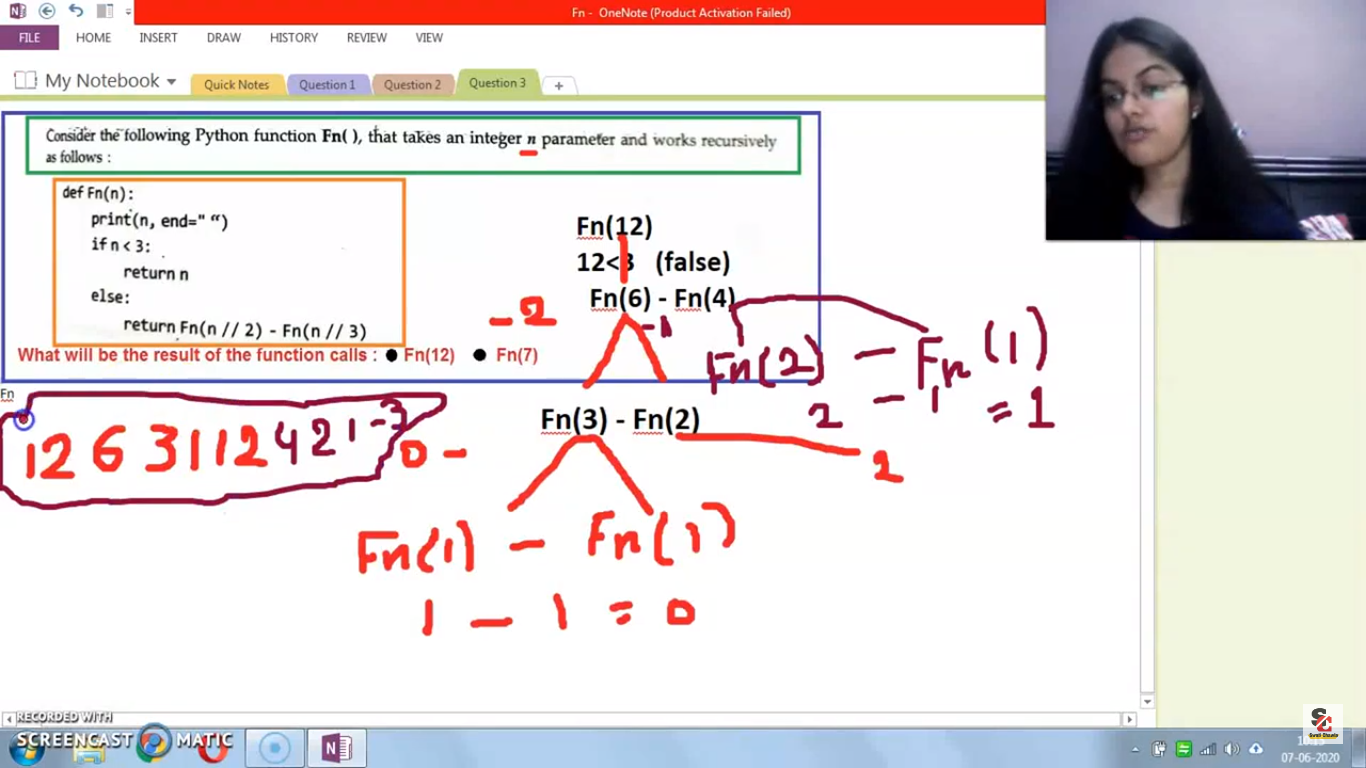 Fn - OneNote (Product Activation Failed)
FILE HOME INSERT DRAW HISTORY REVIEW VIEW
My Notebook Quick Notes Question 1 Question 2 Question 3
Consider the following Python function Fn( ), that takes an integer n parameter and works recursively
as follows :
def Fn(n):
print(n, end=" “)
if n < 3:
return n
else:
return Fn(n // 2) - Fn(n // 3)
What will be the result of the function calls : ● Fn(12) ● Fn(7)
Fn(12)
12<3 (false)
Fn(6) - Fn(4)
- 2
-1
Fn(2) - Fn(1)
2 - 1 = 1
Fn
12 6 3 1 1 2 4 2 1 -3
Fn(3) - Fn(2)
0 -
2
Fn(1) - Fn(1)
1 - 1 = 0
RECORDED WITH
SCREENCAST MATIC
07-06-2020